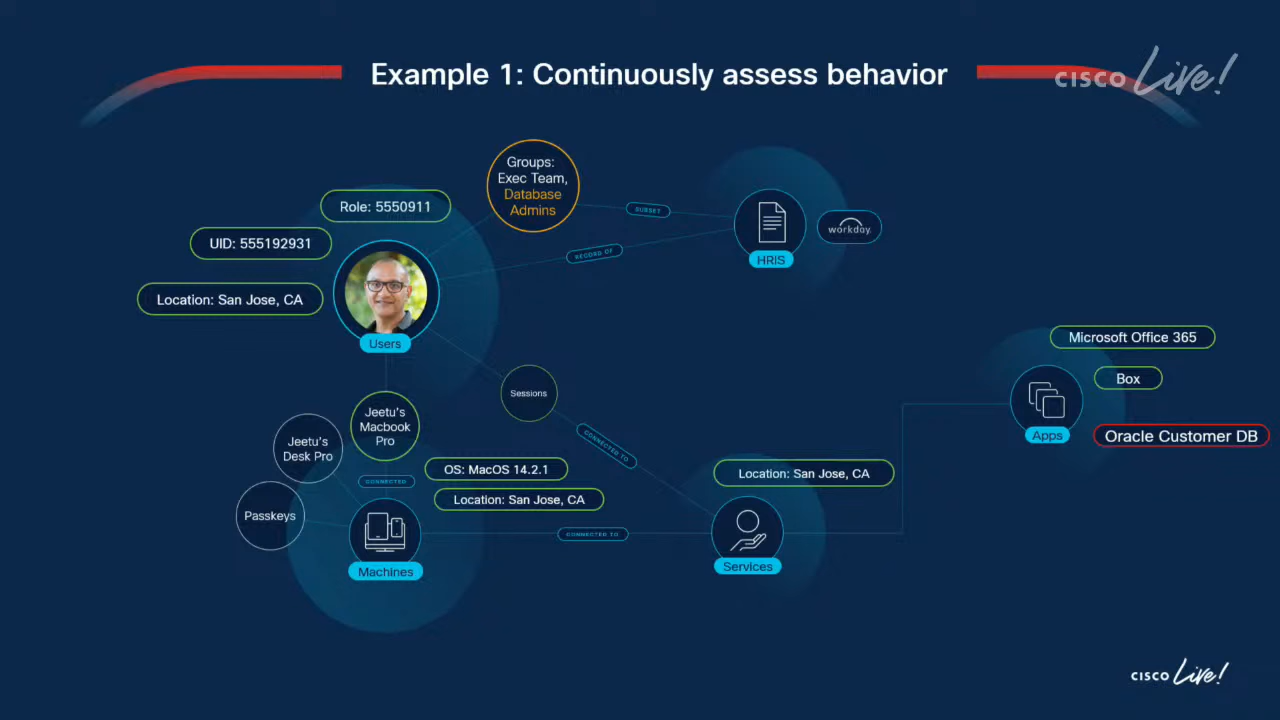 Example 1: Continuously assess behavior
CISCO Live!
Groups:
Exec Team,
Database
Admins
Role: 5550911
SUBSET
UID: 555192931
workday.
RECORD OF
HRIS
Location: San Jose, CA
Users
Microsoft Office 365
Box
Sessions
Jeetu's
Macbook
Pro
Jeetu's
Desk Pro
Apps
Oracle Customer DB
CONNECTED TO
OS: MacOS 14.2.1
Location: San Jose, CA
CONNECTED
Location: San Jose, CA
Passkeys
CONNECTED TO
Services
Machines
CISCO Live!